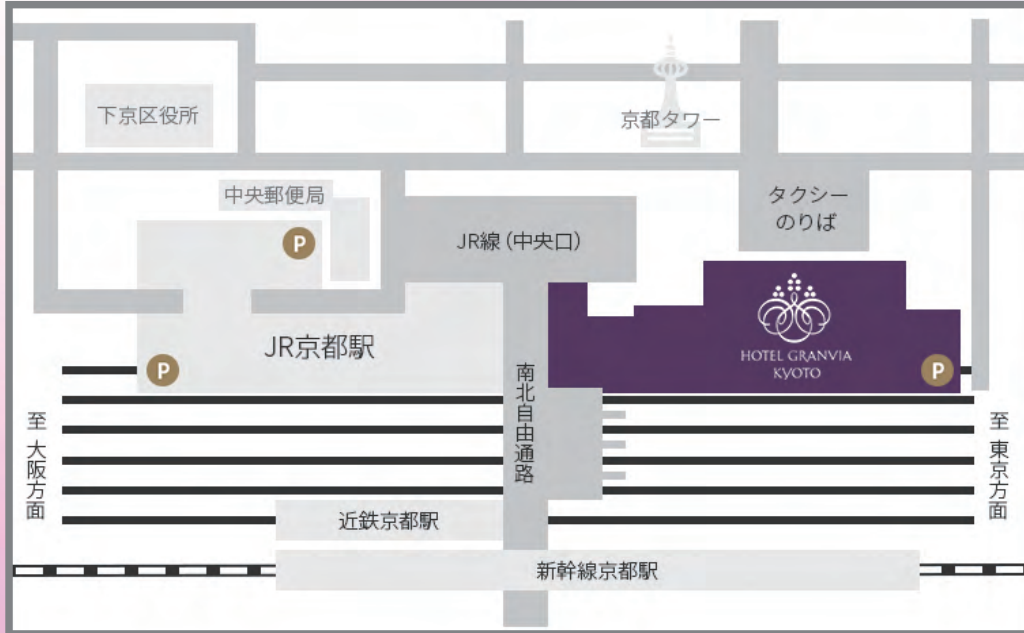 下京区役所
京都タワー
中央郵便局
タクシー
のりば
P
JR線(中央口)
HOTEL GRANVIA
KYOTO
JR京都駅
P
P
南北自由通路
至 大阪方面
至 東京方面
近鉄京都駅
新幹線京都駅